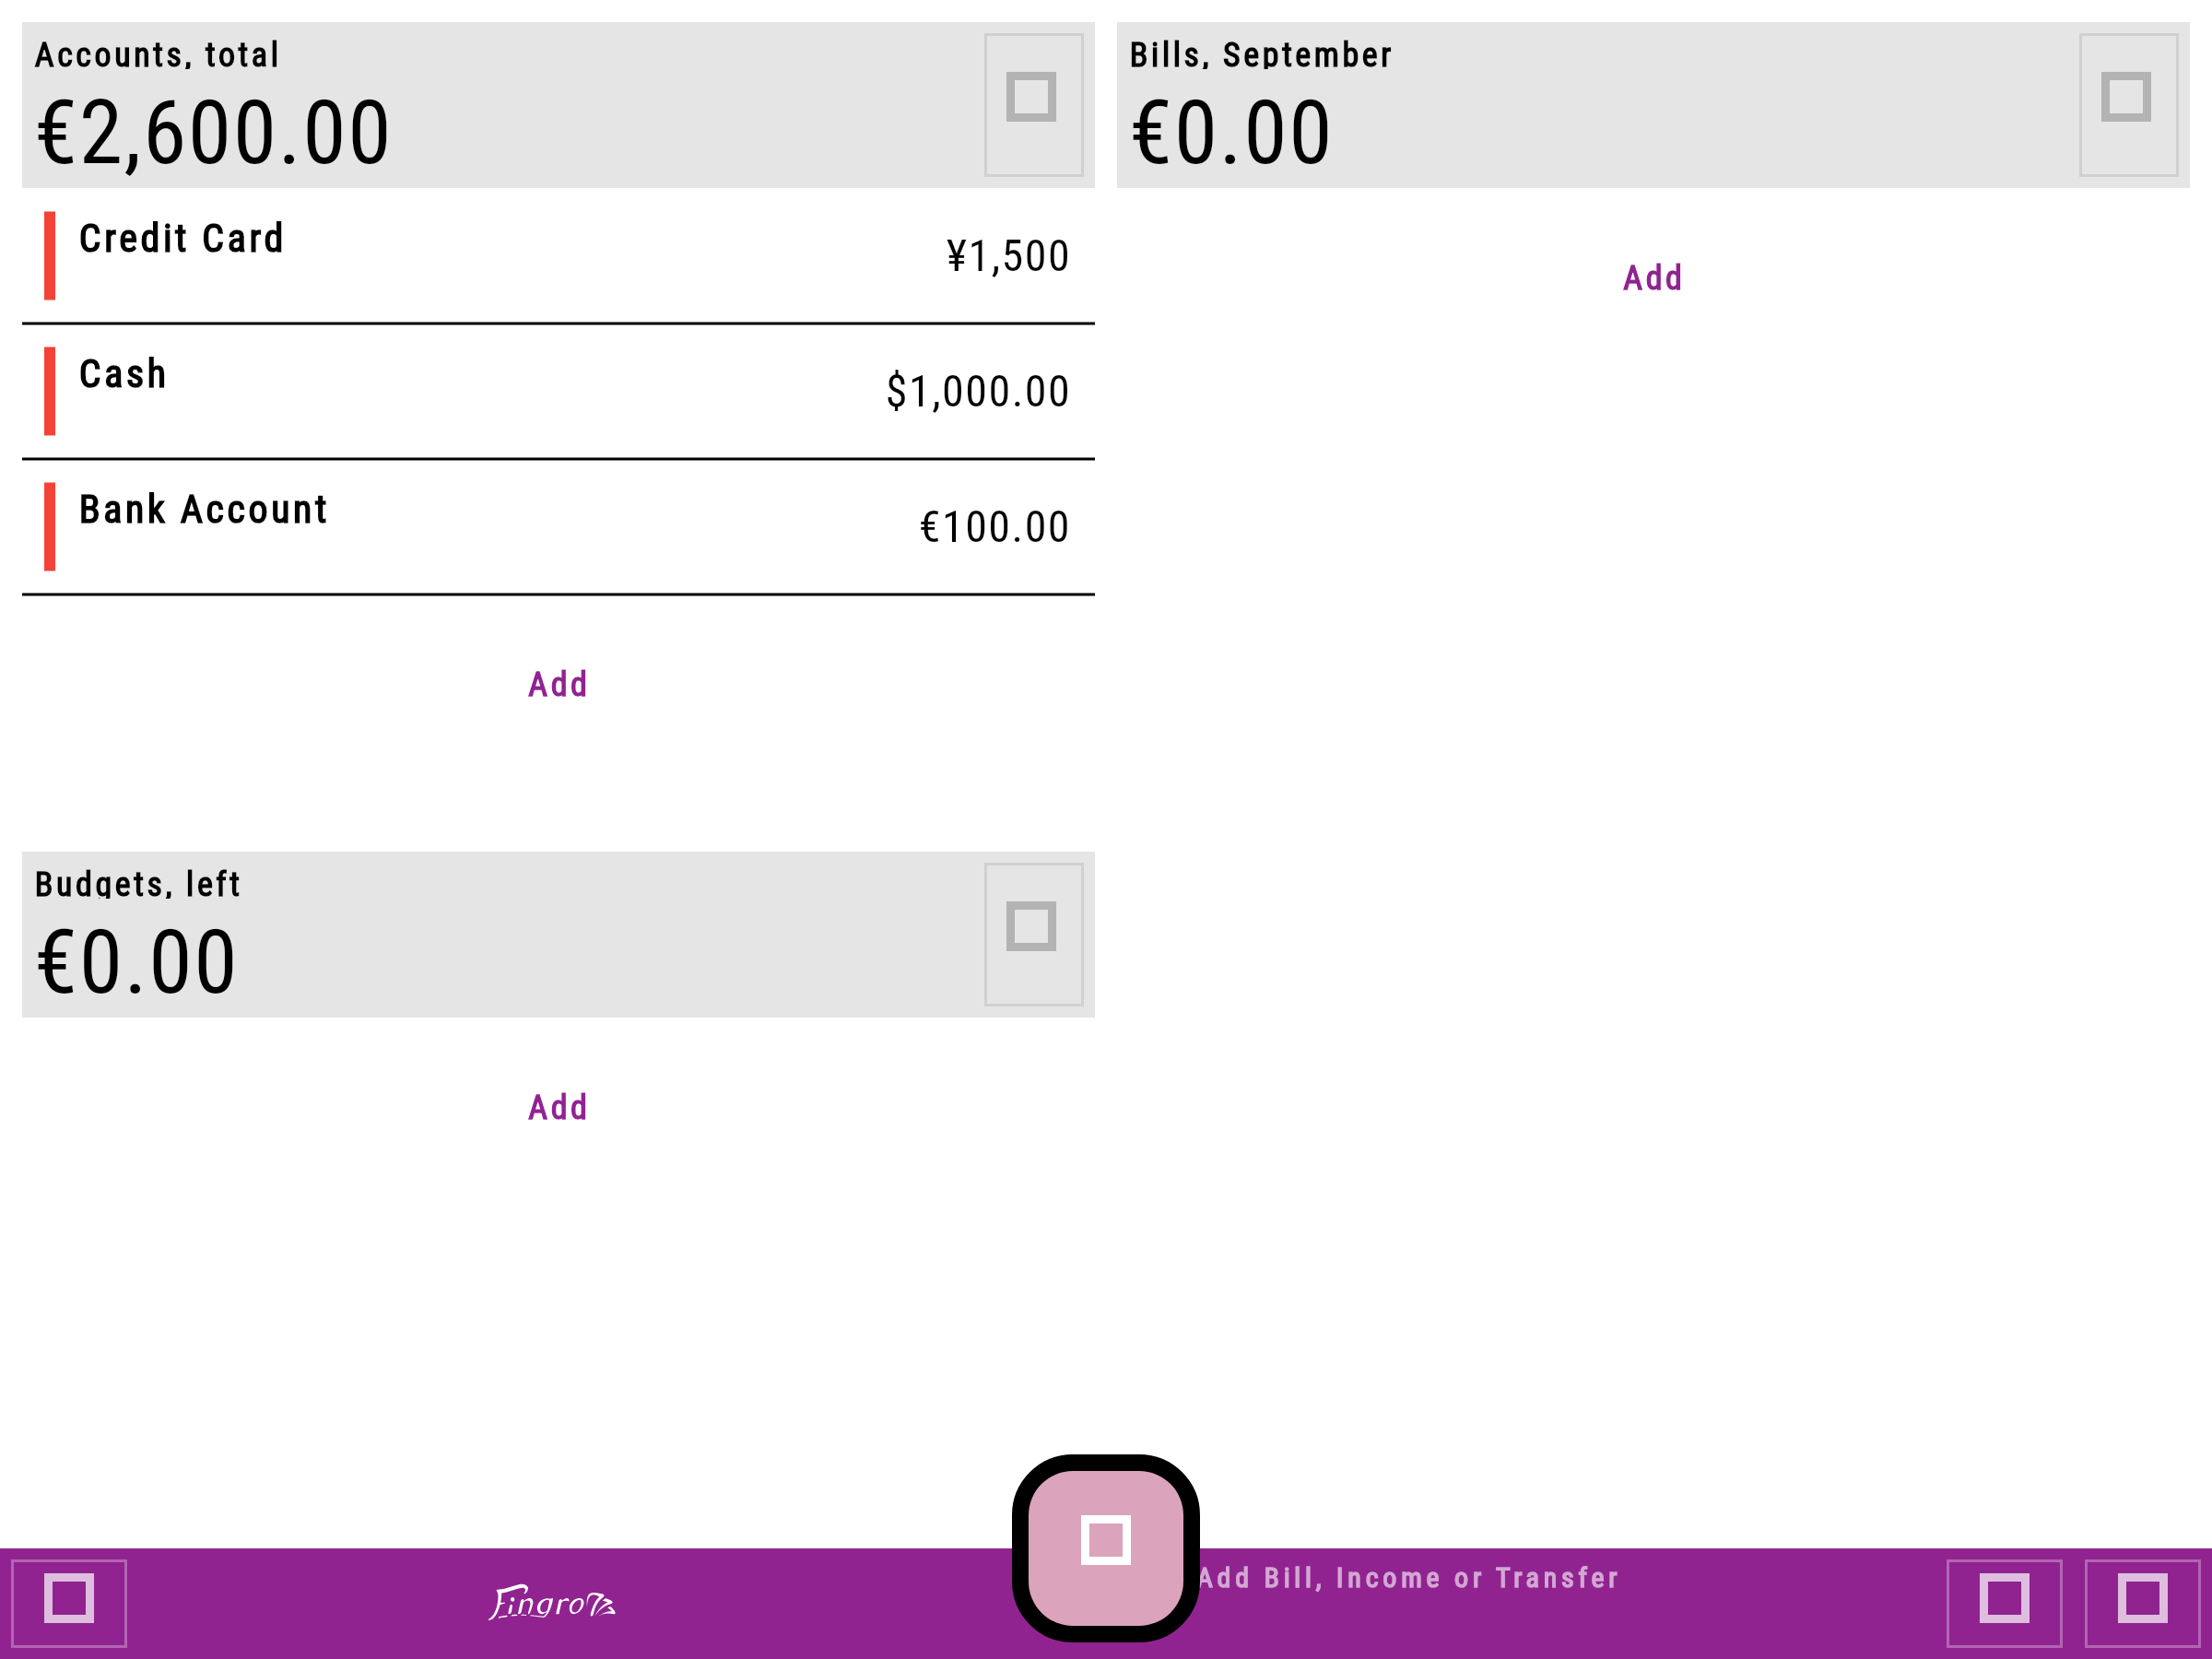 Accounts, total
€2,600.00
Credit Card
¥1,500
Cash
$1,000.00
Bank Account
€100.00
Add
Budgets, left
€0.00
Add
Bills, September
€0.00
Add
Fingro
Add Bill, Income or Transfer